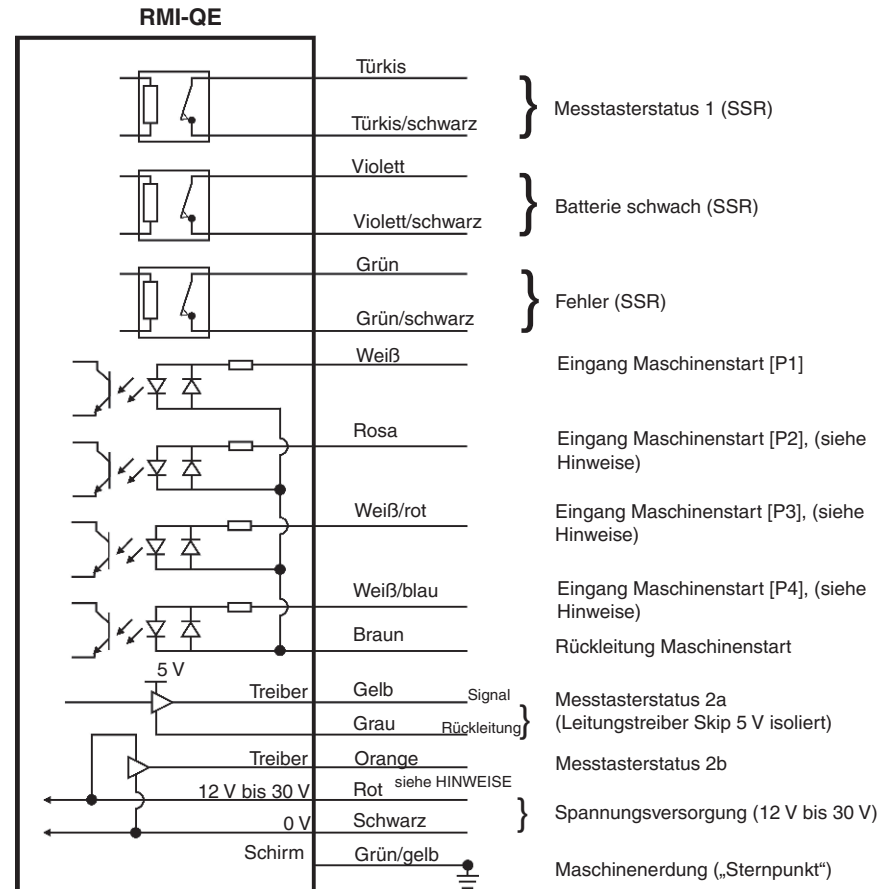 RMI-QE
Türkis
Türkis/schwarz
Messtasterstatus 1 (SSR)
Violett
Violett/schwarz
Batterie schwach (SSR)
Grün
Grün/schwarz
Fehler (SSR)
Weiß
Eingang Maschinenstart [P1]
Rosa
Eingang Maschinenstart [P2], (siehe
Hinweise)
Weiß/rot
Eingang Maschinenstart [P3], (siehe
Hinweise)
Weiß/blau
Eingang Maschinenstart [P4], (siehe
Hinweise)
Braun
Rückleitung Maschinenstart
5 V
Treiber
Gelb
Signal
Grau
Rückleitung
Messtasterstatus 2a
(Leitungstreiber Skip 5 V isoliert)
Treiber
Orange
Messtasterstatus 2b
12 V bis 30 V
Rot
siehe HINWEISE
0 V
Schwarz
Spannungsversorgung (12 V bis 30 V)
Schirm
Grün/gelb
Maschinenerdung („Sternpunkt“)